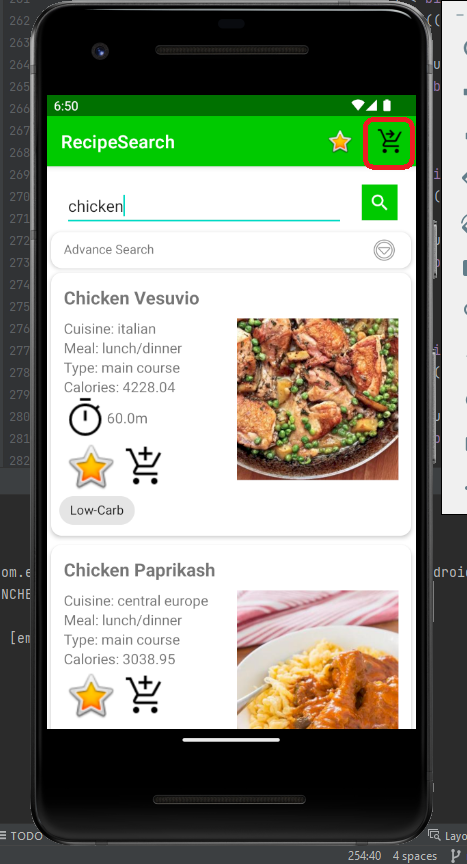 262
263
264
265
266
267
268
269
270
271
272
273
274
275
276
277
278
279
280
281
282
6:50
RecipeSearch
chicken
Advance Search
Chicken Vesuvio
Cuisine: italian
Meal: lunch/dinner
Type: main course
Calories: 4228.04
60.0m
Low-Carb
Chicken Paprikash
Cuisine: central europe
Meal: lunch/dinner
Type: main course
Calories: 3038.95
om.e
droid
NCHE
[em
TODO
Layo
254:40 4 spaces